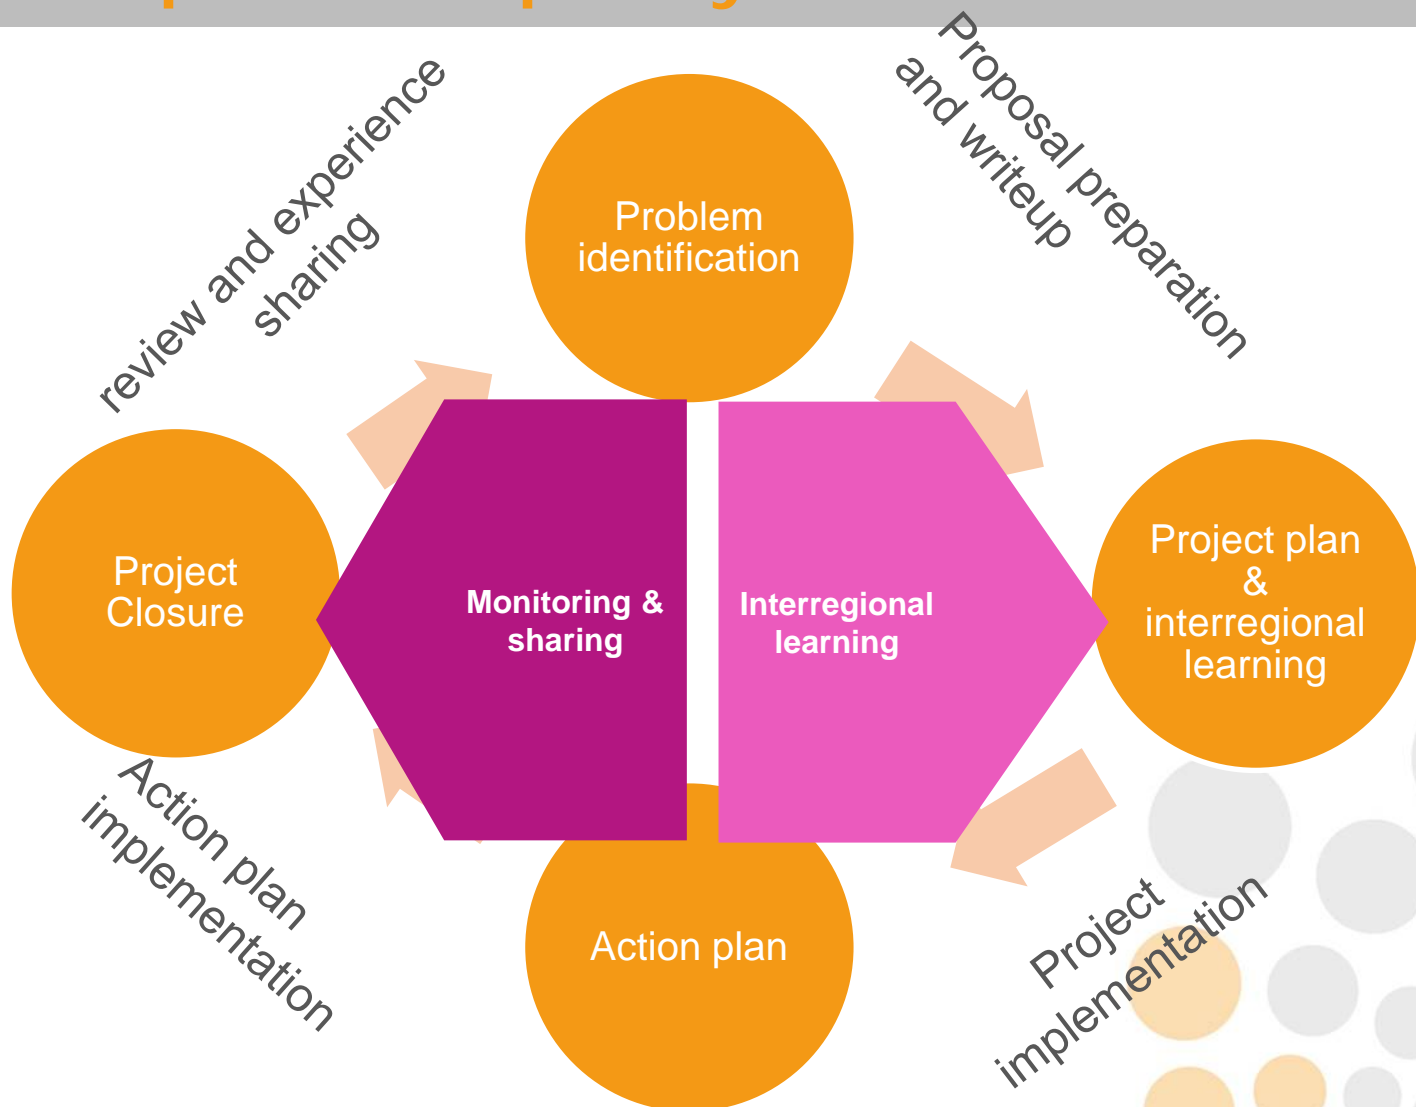 review and experience
sharing
Proposal preparation
and writeup
Problem
identification
Project
Closure
Monitoring &
sharing
Interregional
learning
Project plan
&
interregional
learning
Action plan
implementation
Action plan
Project
implementation